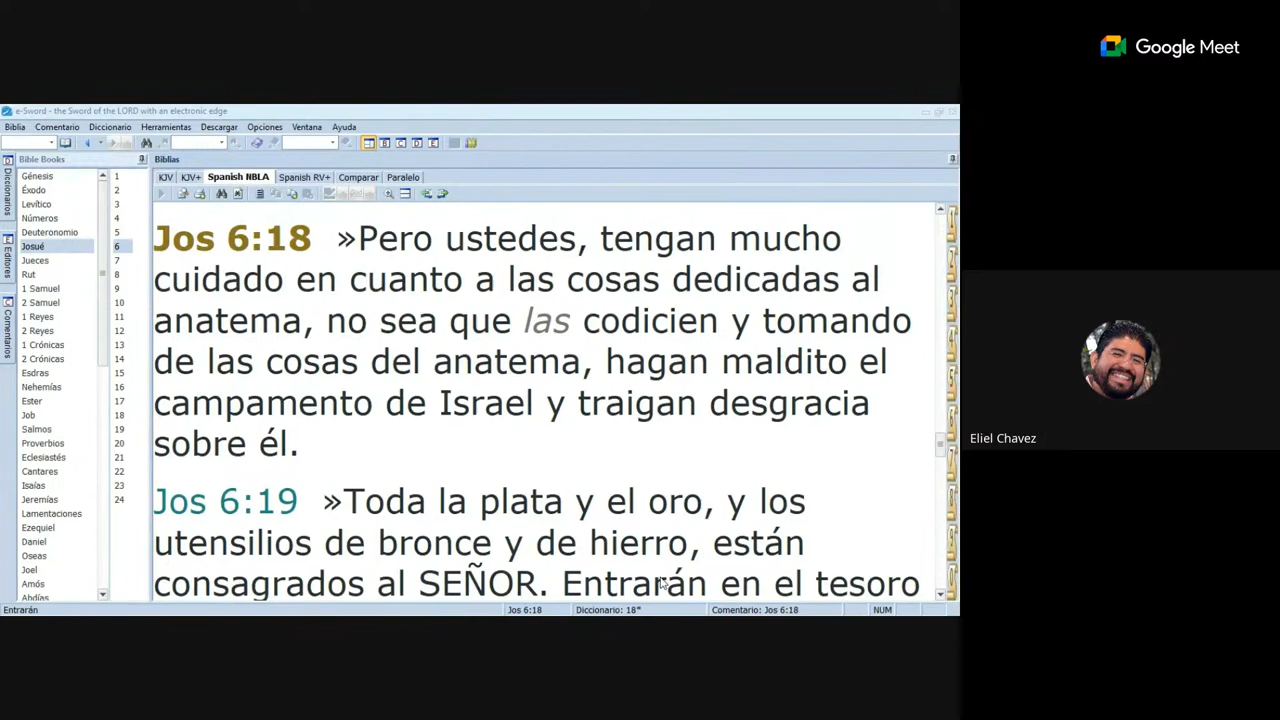 Google Meet
e-Sword - the Sword of the LORD with an electronic edge
Biblia Comentario Diccionario Herramientas Descargar Opciones Ventana Ayuda
Bible Books
Biblias
KJV KJV+ Spanish NBLA Spanish RV+ Comparar Paralelo
Diccionarios
Editores
Comentarios
Génesis 1
Éxodo 2
Levítico 3
Números 4
Deuteronomio 5
Josué 6
Jueces 7
Rut 8
1 Samuel 9
2 Samuel 10
1 Reyes 11
2 Reyes 12
1 Crónicas 13
2 Crónicas 14
Esdras 15
Nehemías 16
Ester 17
Job 18
Salmos 19
Proverbios 20
Eclesiastés 21
Cantares 22
Isaías 23
Jeremías 24
Lamentaciones
Ezequiel
Daniel
Oseas
Joel
Amós
Abdías
Jos 6:18 »Pero ustedes, tengan mucho
cuidado en cuanto a las cosas dedicadas al
anatema, no sea que las codicien y tomando
de las cosas del anatema, hagan maldito el
campamento de Israel y traigan desgracia
sobre él.
Jos 6:19 »Toda la plata y el oro, y los
utensilios de bronce y de hierro, están
consagrados al SEÑOR. Entrarán en el tesoro
Entrarán Jos 6:18 Diccionario: 18* Comentario: Jos 6:18 NUM
Eliel Chavez